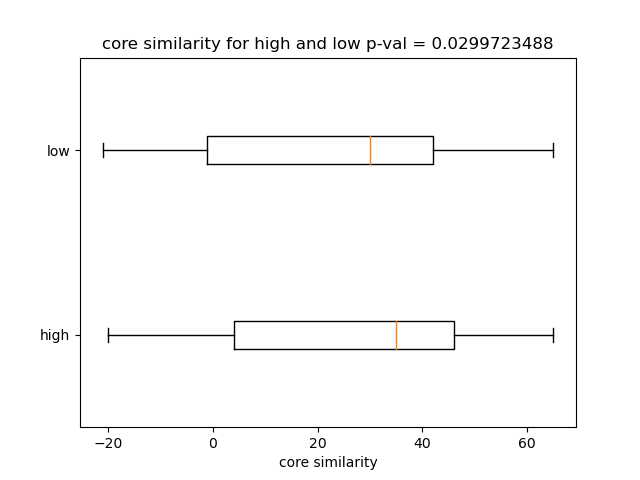 core similarity for high and low p-val = 0.0299723488
low
high
−20 0 20 40 60
core similarity